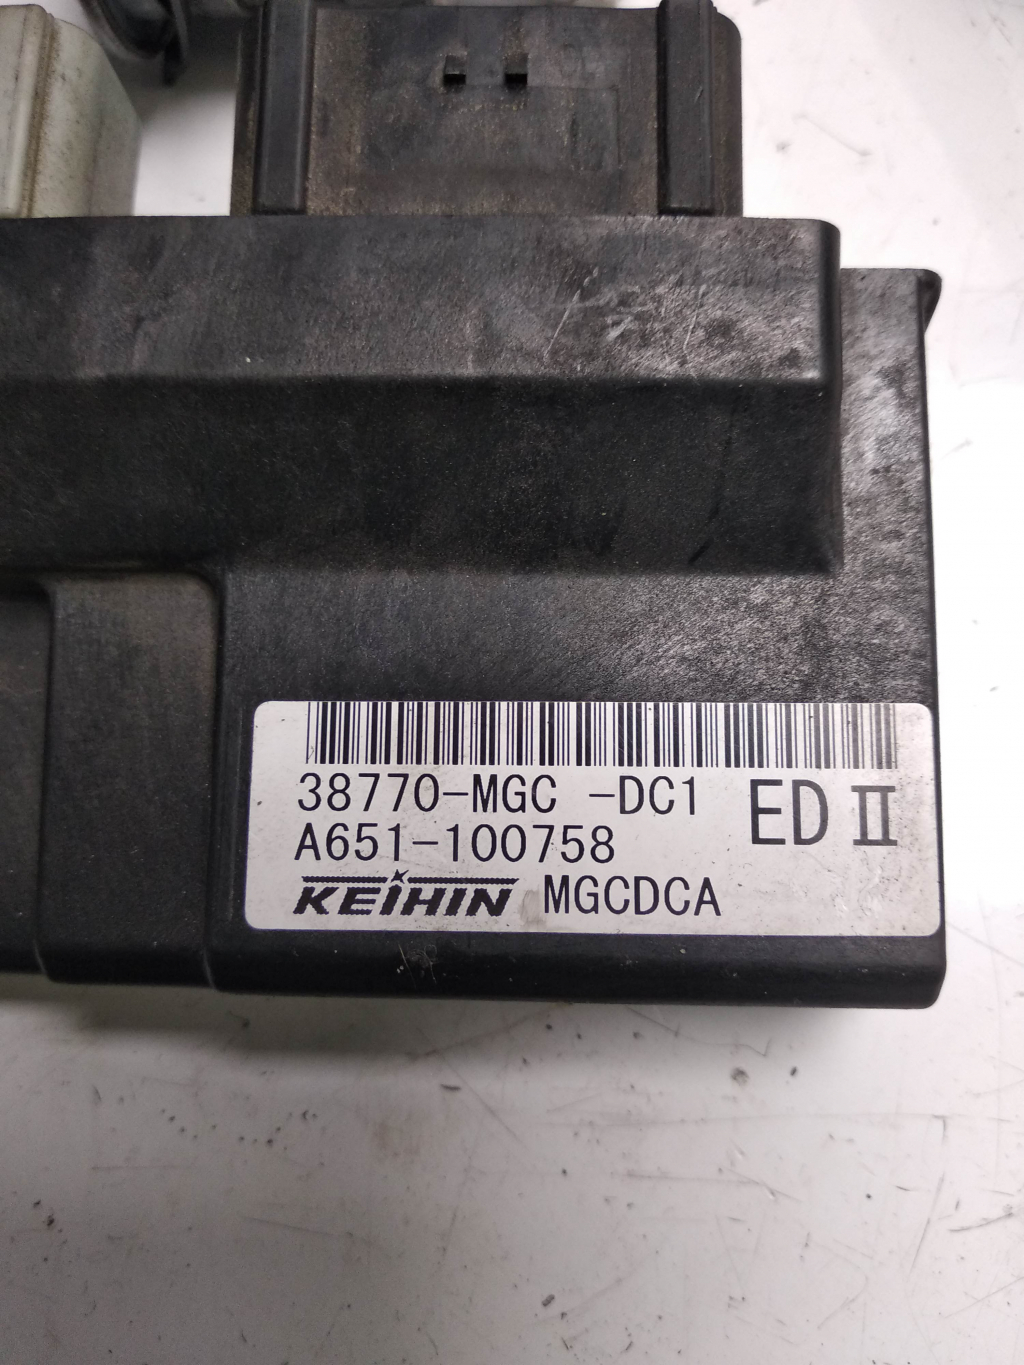 38770-MGC -DC1 ED II
A651-100758
KEIHIN MGCDCA